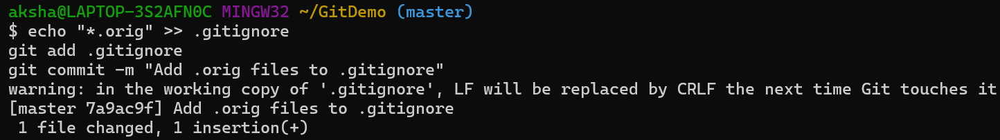 aksha@LAPTOP-3S2AFN0C MINGW32 ~/GitDemo (master)
$ echo "*.orig" >> .gitignore
git add .gitignore
git commit -m "Add .orig files to .gitignore"
warning: in the working copy of '.gitignore', LF will be replaced by CRLF the next time Git touches it
[master 7a9ac9f] Add .orig files to .gitignore
 1 file changed, 1 insertion(+)